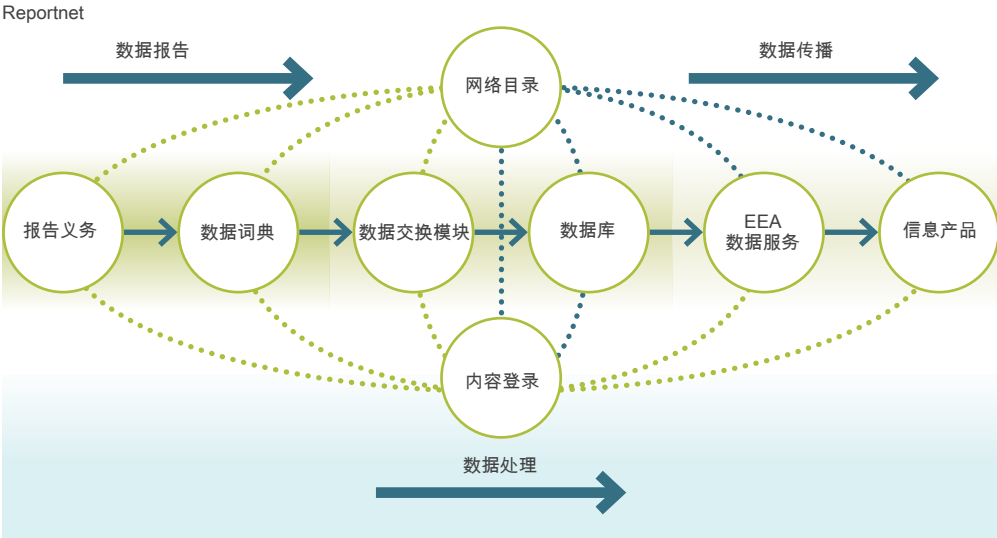 Reportnet
数据报告
网络目录
数据传播
报告义务
数据词典
数据交换模块
数据库
EEA
数据服务
信息产品
内容登录
数据处理